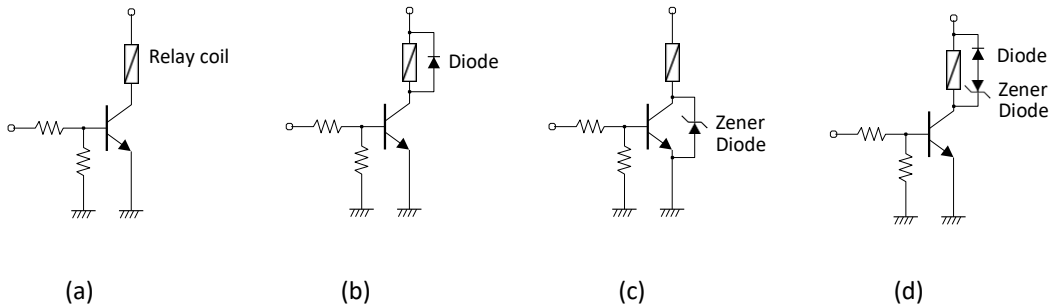 Relay coil
Diode
Zener
Diode
Diode
Zener
Diode
(a)
(b)
(c)
(d)